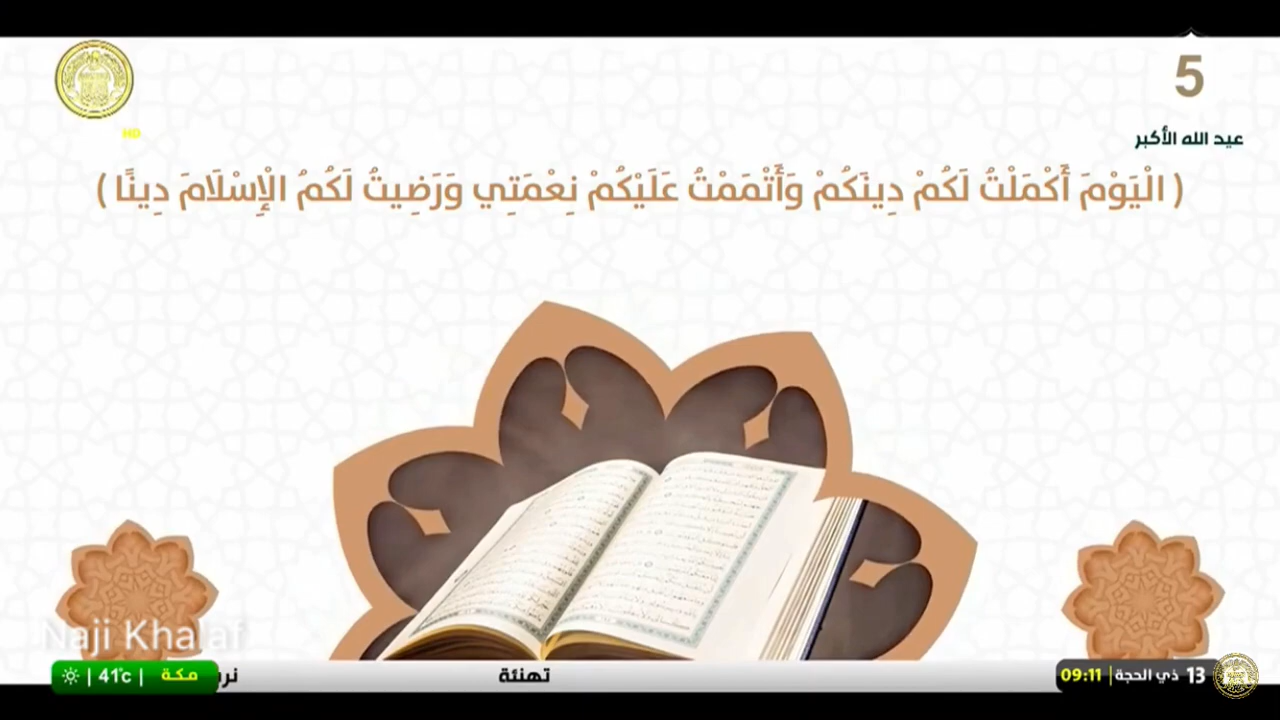 5
HD
عيد الله الأكبر
( الْيَوْمَ أَكْمَلْتُ لَكُمْ دِينَكُمْ وَأَتْمَمْتُ عَلَيْكُمْ نِعْمَتِي وَرَضِيتُ لَكُمُ الْإِسْلَامَ دِينًا )
Naji Khalaf
13 ذي الحجة | 09:11
تهنئة
مكة | 41°c |